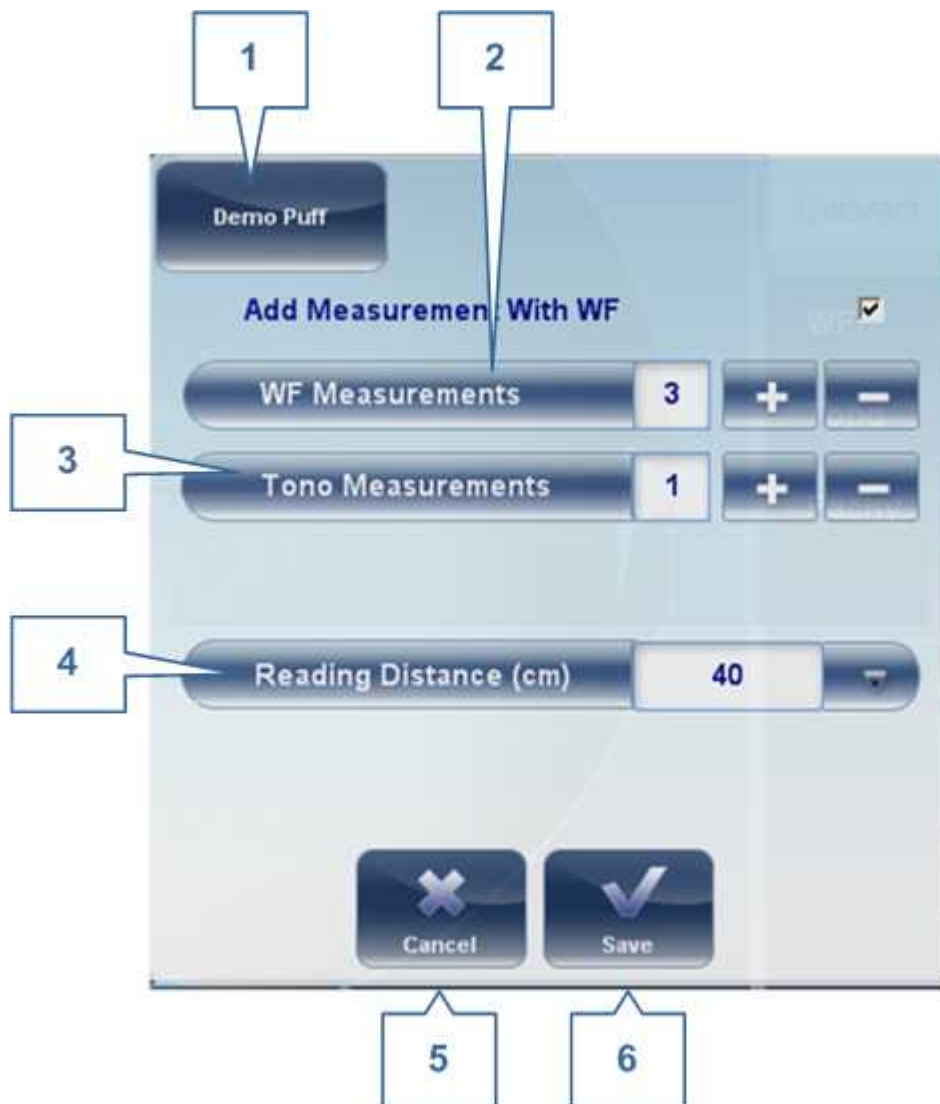 1
2
Demo Puff
Add Measurement With WF
WF Measurements 3 + −
3
Tono Measurements 1 + −
4
Reading Distance (cm) 40
Cancel
Save
5
6